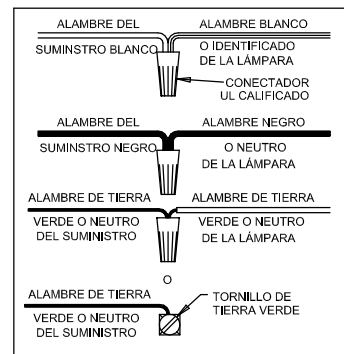 ALAMBRE DEL ALAMBRE BLANCO
SUMINSTRO BLANCO O IDENTIFICADO
DE LA LÁMPARA
CONECTADOR
UL CALIFICADO
ALAMBRE DEL ALAMBRE NEGRO
SUMINSTRO NEGRO O NEUTRO
DE LA LÁMPARA
ALAMBRE DE TIERRA ALAMBRE DE TIERRA
VERDE O NEUTRO VERDE O NEUTRO
DEL SUMINISTRO DE LA LÁMPARA
O
ALAMBRE DE TIERRA TORNILLO DE
TIERRA VERDE
VERDE O NEUTRO
DEL SUMINISTRO